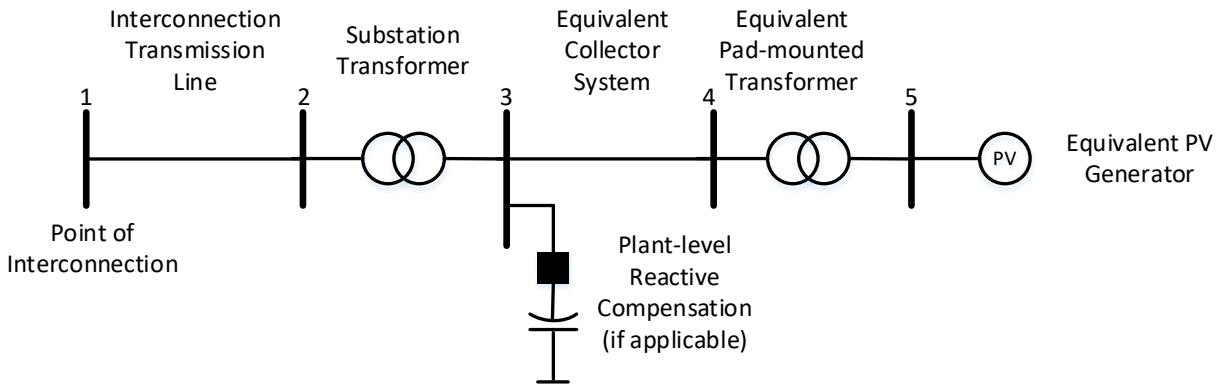 Interconnection
Transmission
Line
Substation
Transformer
Equivalent
Collector
System
Equivalent
Pad-mounted
Transformer
1
2
3
4
5
PV
Equivalent PV
Generator
Point of
Interconnection
Plant-level
Reactive
Compensation
(if applicable)